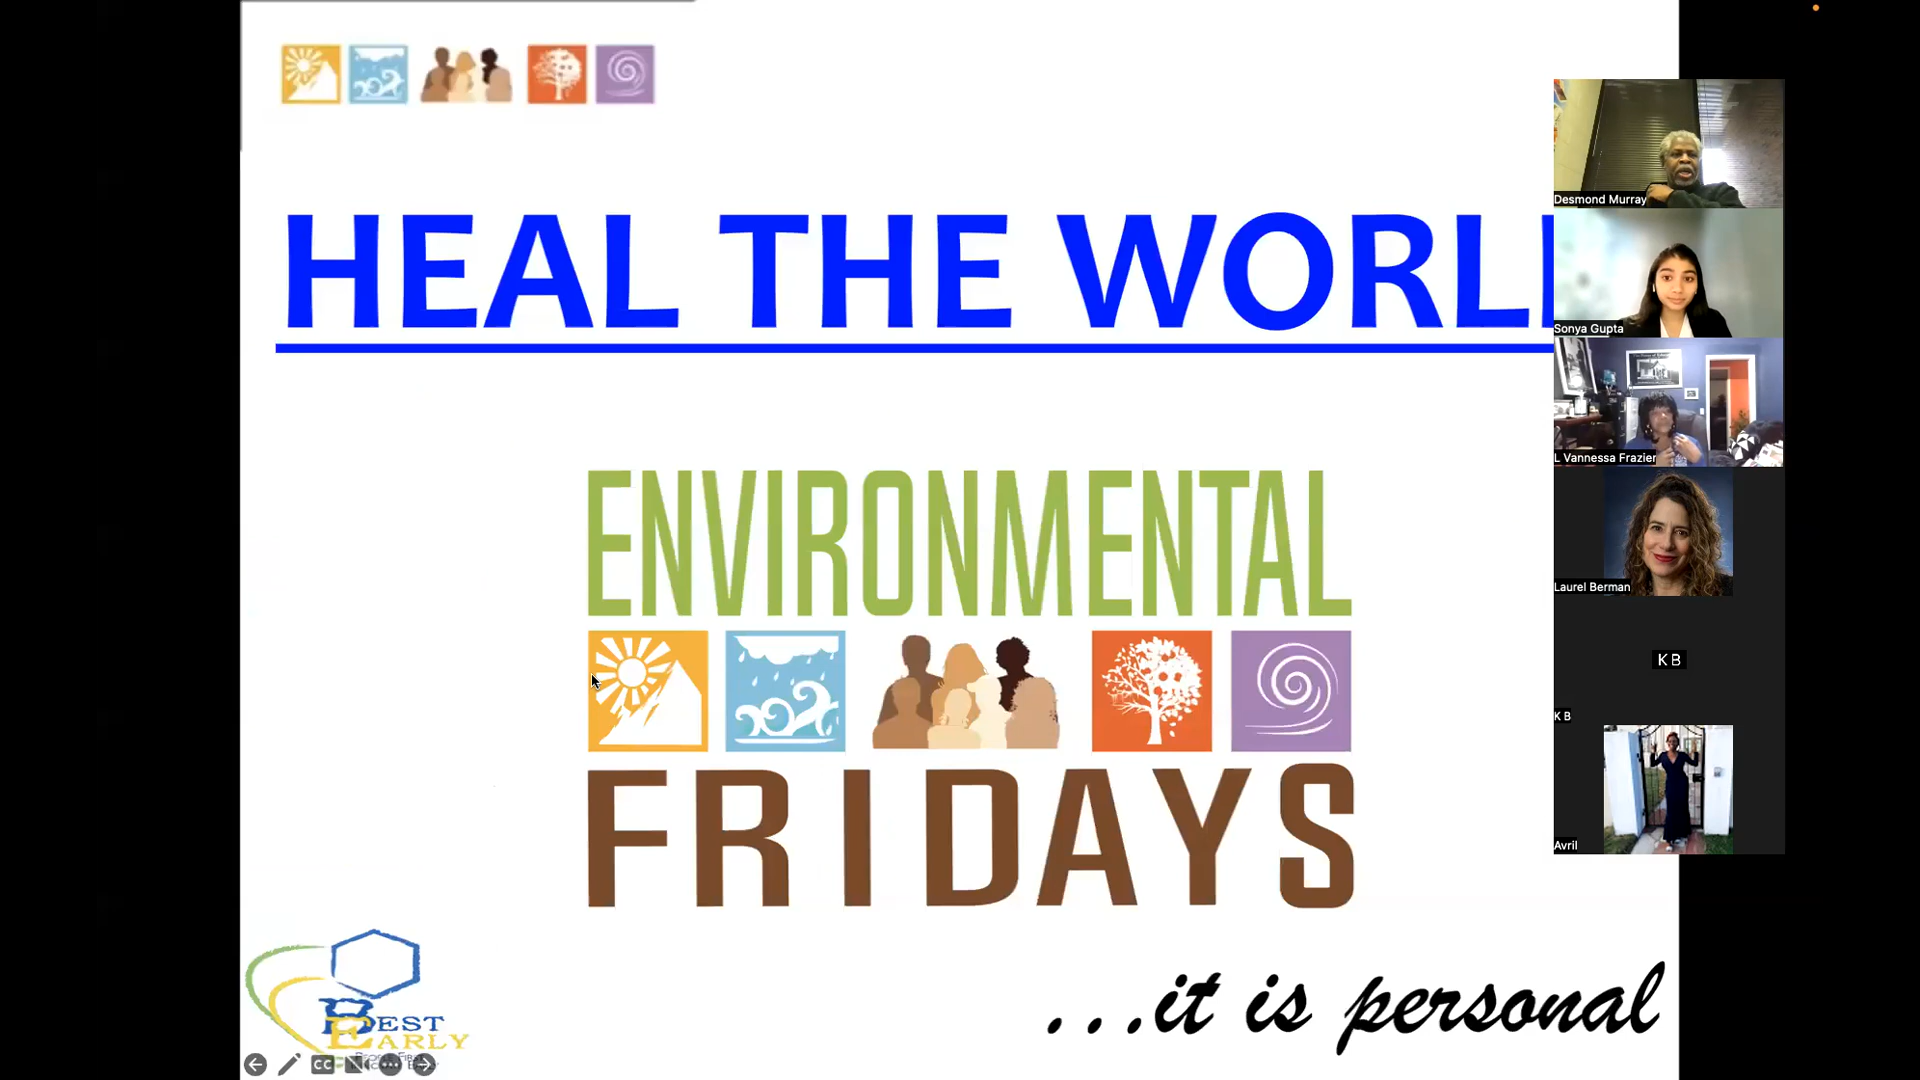 HEAL THE WORL
ENVIRONMENTAL
FRIDAYS
...it is personal
BEST
EARLY
CC
Desmond Murray
Sonya Gupta
L Vannessa Frazier
Laurel Berman
K B
K B
Avril